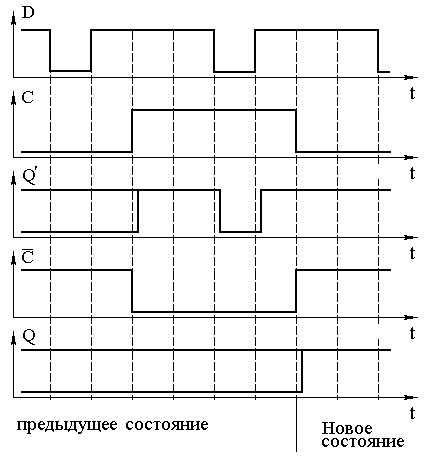 D
t
C
t
Q′
t
C̅
t
Q
t
предыдущее состояние
Новое
состояние